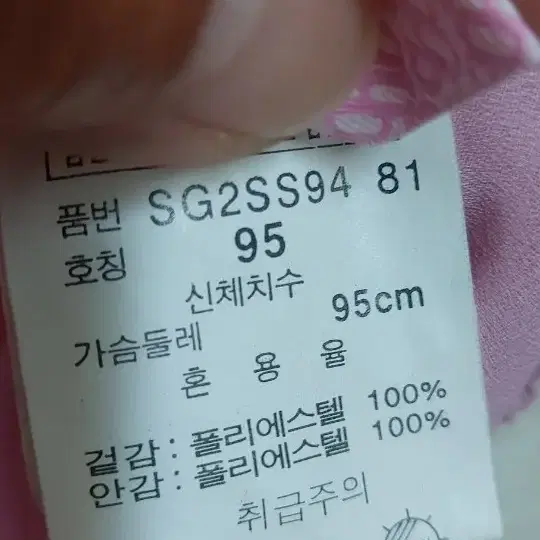 품번 SG2SS94 81
호칭 95
신체치수
가슴둘레 95cm
혼 용 율
겉감 : 폴리에스텔 100%
안감 : 폴리에스텔 100%
취급주의